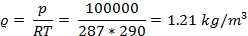 ϱ = p / RT = 100000 / 287 * 290 = 1.21 kg/m³